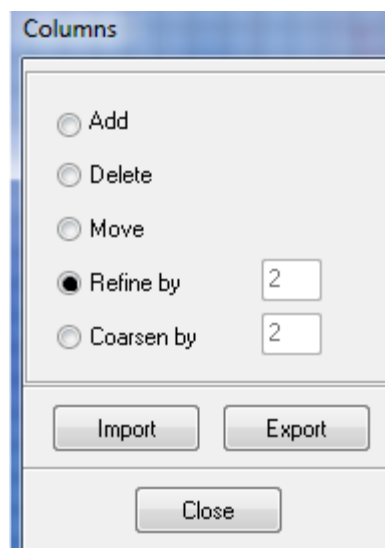 Columns
Add
Delete
Move
Refine by 2
Coarsen by 2
Import Export
Close